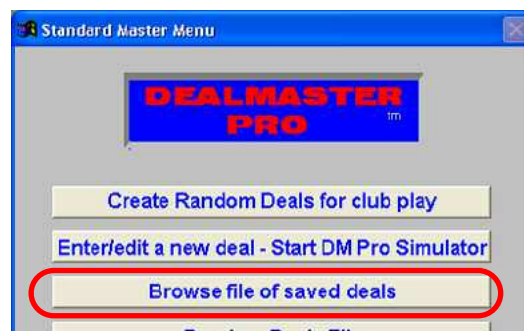 Standard Master Menu
DEALMASTER
PRO
tm
Create Random Deals for club play
Enter/edit a new deal - Start DM Pro Simulator
Browse file of saved deals